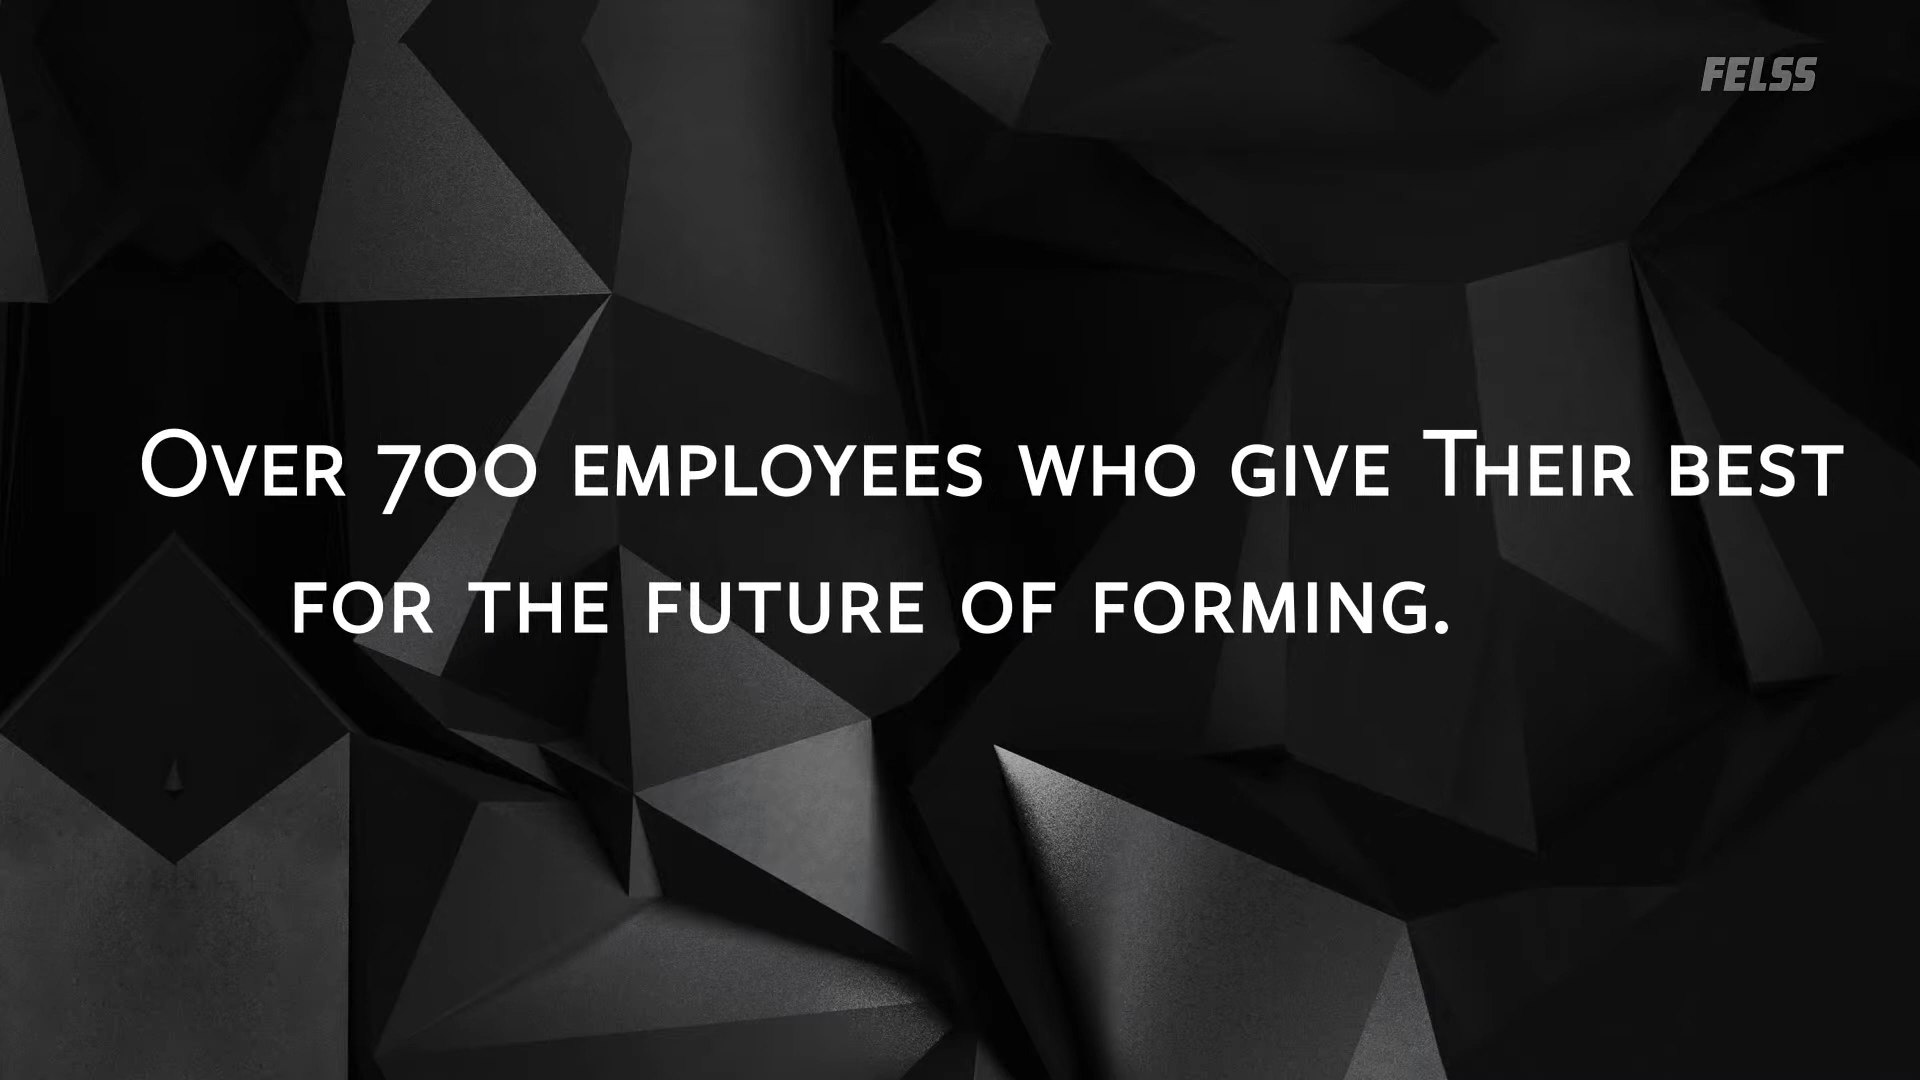 FELSS
Over 700 employees who give Their best
for the future of forming.